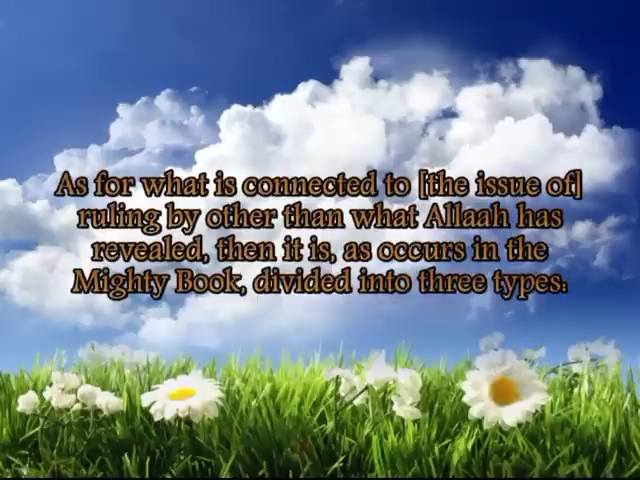 As for what is connected to [the issue of]
ruling by other than what Allaah has
revealed, then it is, as occurs in the
Mighty Book, divided into three types: